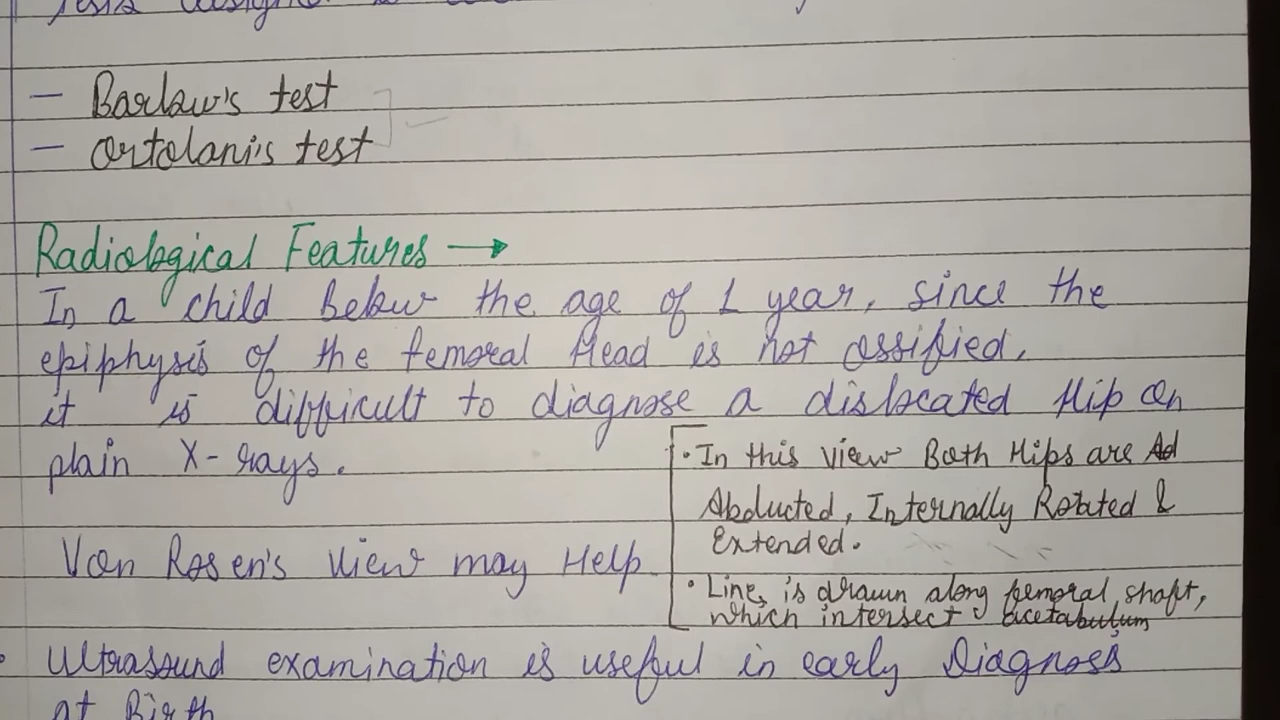 - Barlow's test
- Ortolani's test
Radiological Features →
In a child Below the age of 1 year, since the
epiphysis of the femoral Head is not ossified,
it is difficult to diagnose a dislocated Hip on
plain X-rays.
• In this view Both Hips are Ad
Abducted, Internally Rotated &
Extended.
Von Rosen's View may Help
• Line, is drawn along femoral shaft,
which intersect acetabulum
• Ultrasound examination is useful in early Diagnosis
at Birth